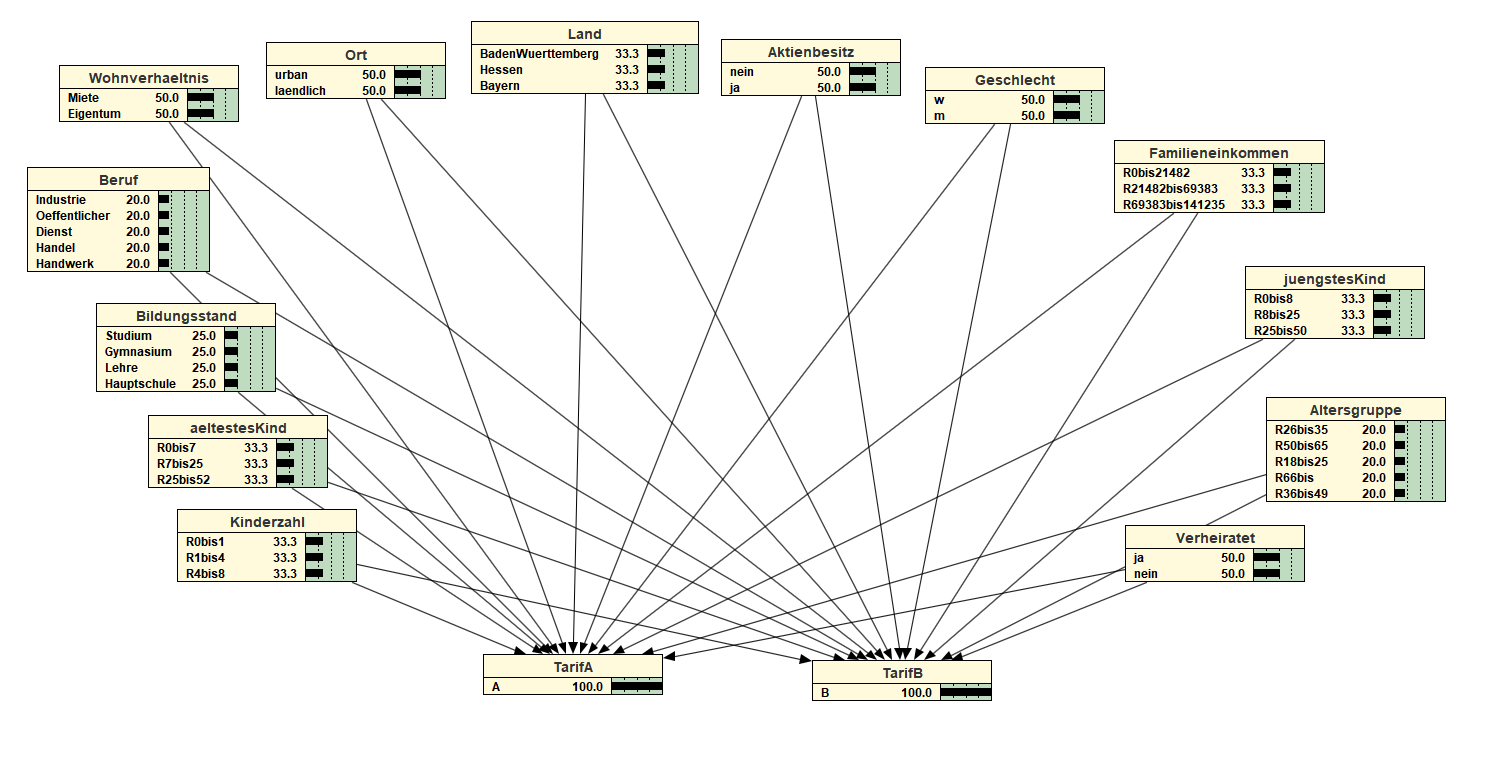 Land
BadenWuerttemberg 33.3
Hessen 33.3
Bayern 33.3
Ort
urban 50.0
laendlich 50.0
Aktienbesitz
nein 50.0
ja 50.0
Wohnverhaeltnis
Miete 50.0
Eigentum 50.0
Geschlecht
w 50.0
m 50.0
Familieneinkommen
R0bis21482 33.3
R21482bis69383 33.3
R69383bis141235 33.3
Beruf
Industrie 20.0
Oeffentlicher 20.0
Dienst 20.0
Handel 20.0
Handwerk 20.0
juengstesKind
R0bis8 33.3
R8bis25 33.3
R25bis50 33.3
Bildungsstand
Studium 25.0
Gymnasium 25.0
Lehre 25.0
Hauptschule 25.0
Altersgruppe
R26bis35 20.0
R50bis65 20.0
R18bis25 20.0
R66bis 20.0
R36bis49 20.0
aeltestesKind
R0bis7 33.3
R7bis25 33.3
R25bis52 33.3
Kinderzahl
R0bis1 33.3
R1bis4 33.3
R4bis8 33.3
Verheiratet
ja 50.0
nein 50.0
TarifA
A 100.0
TarifB
B 100.0